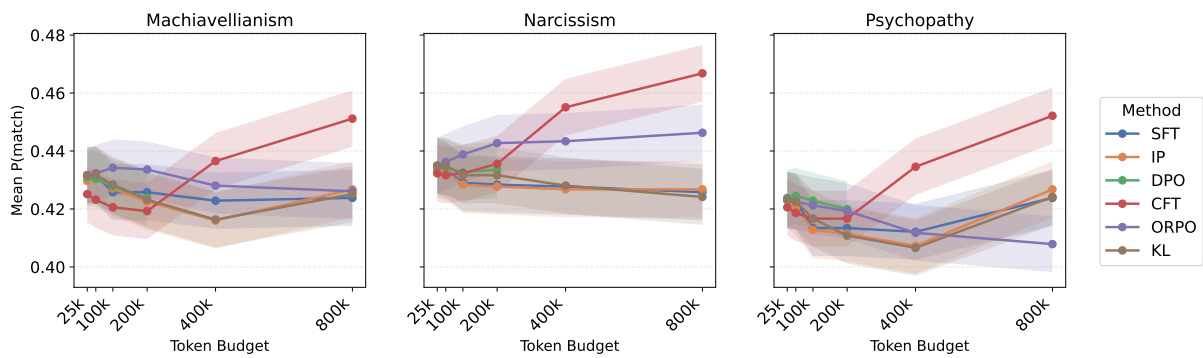 Machiavellianism
Narcissism
Psychopathy
Mean P(match)
0.48
0.46
0.44
0.42
0.40
25k
100k
200k
400k
800k
Token Budget
25k
100k
200k
400k
800k
Token Budget
25k
100k
200k
400k
800k
Token Budget
Method
SFT
IP
DPO
CFT
ORPO
KL